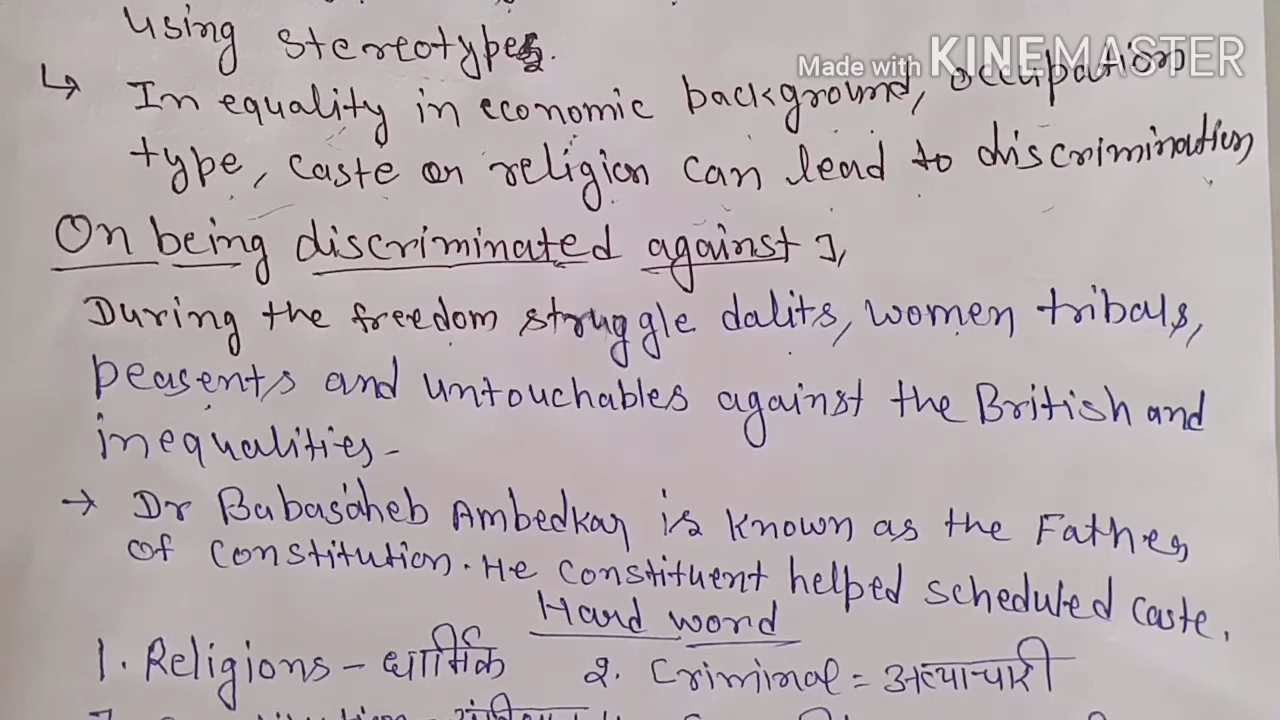 using stereotypes.
Made with KINEMASTER
↳ In equality in economic background, occupation
type, caste or religion can lead to discrimination
On being discriminated against ],
During the freedom struggle dalits, women tribals,
peasents and untouchables against the British and
inequalities-
→ Dr Babasaheb Ambedkar is known as the Father
of constitution. He constituent helped scheduled caste.
Hard word
1. Religions - धार्मिक 2. Criminal = अत्याचारी